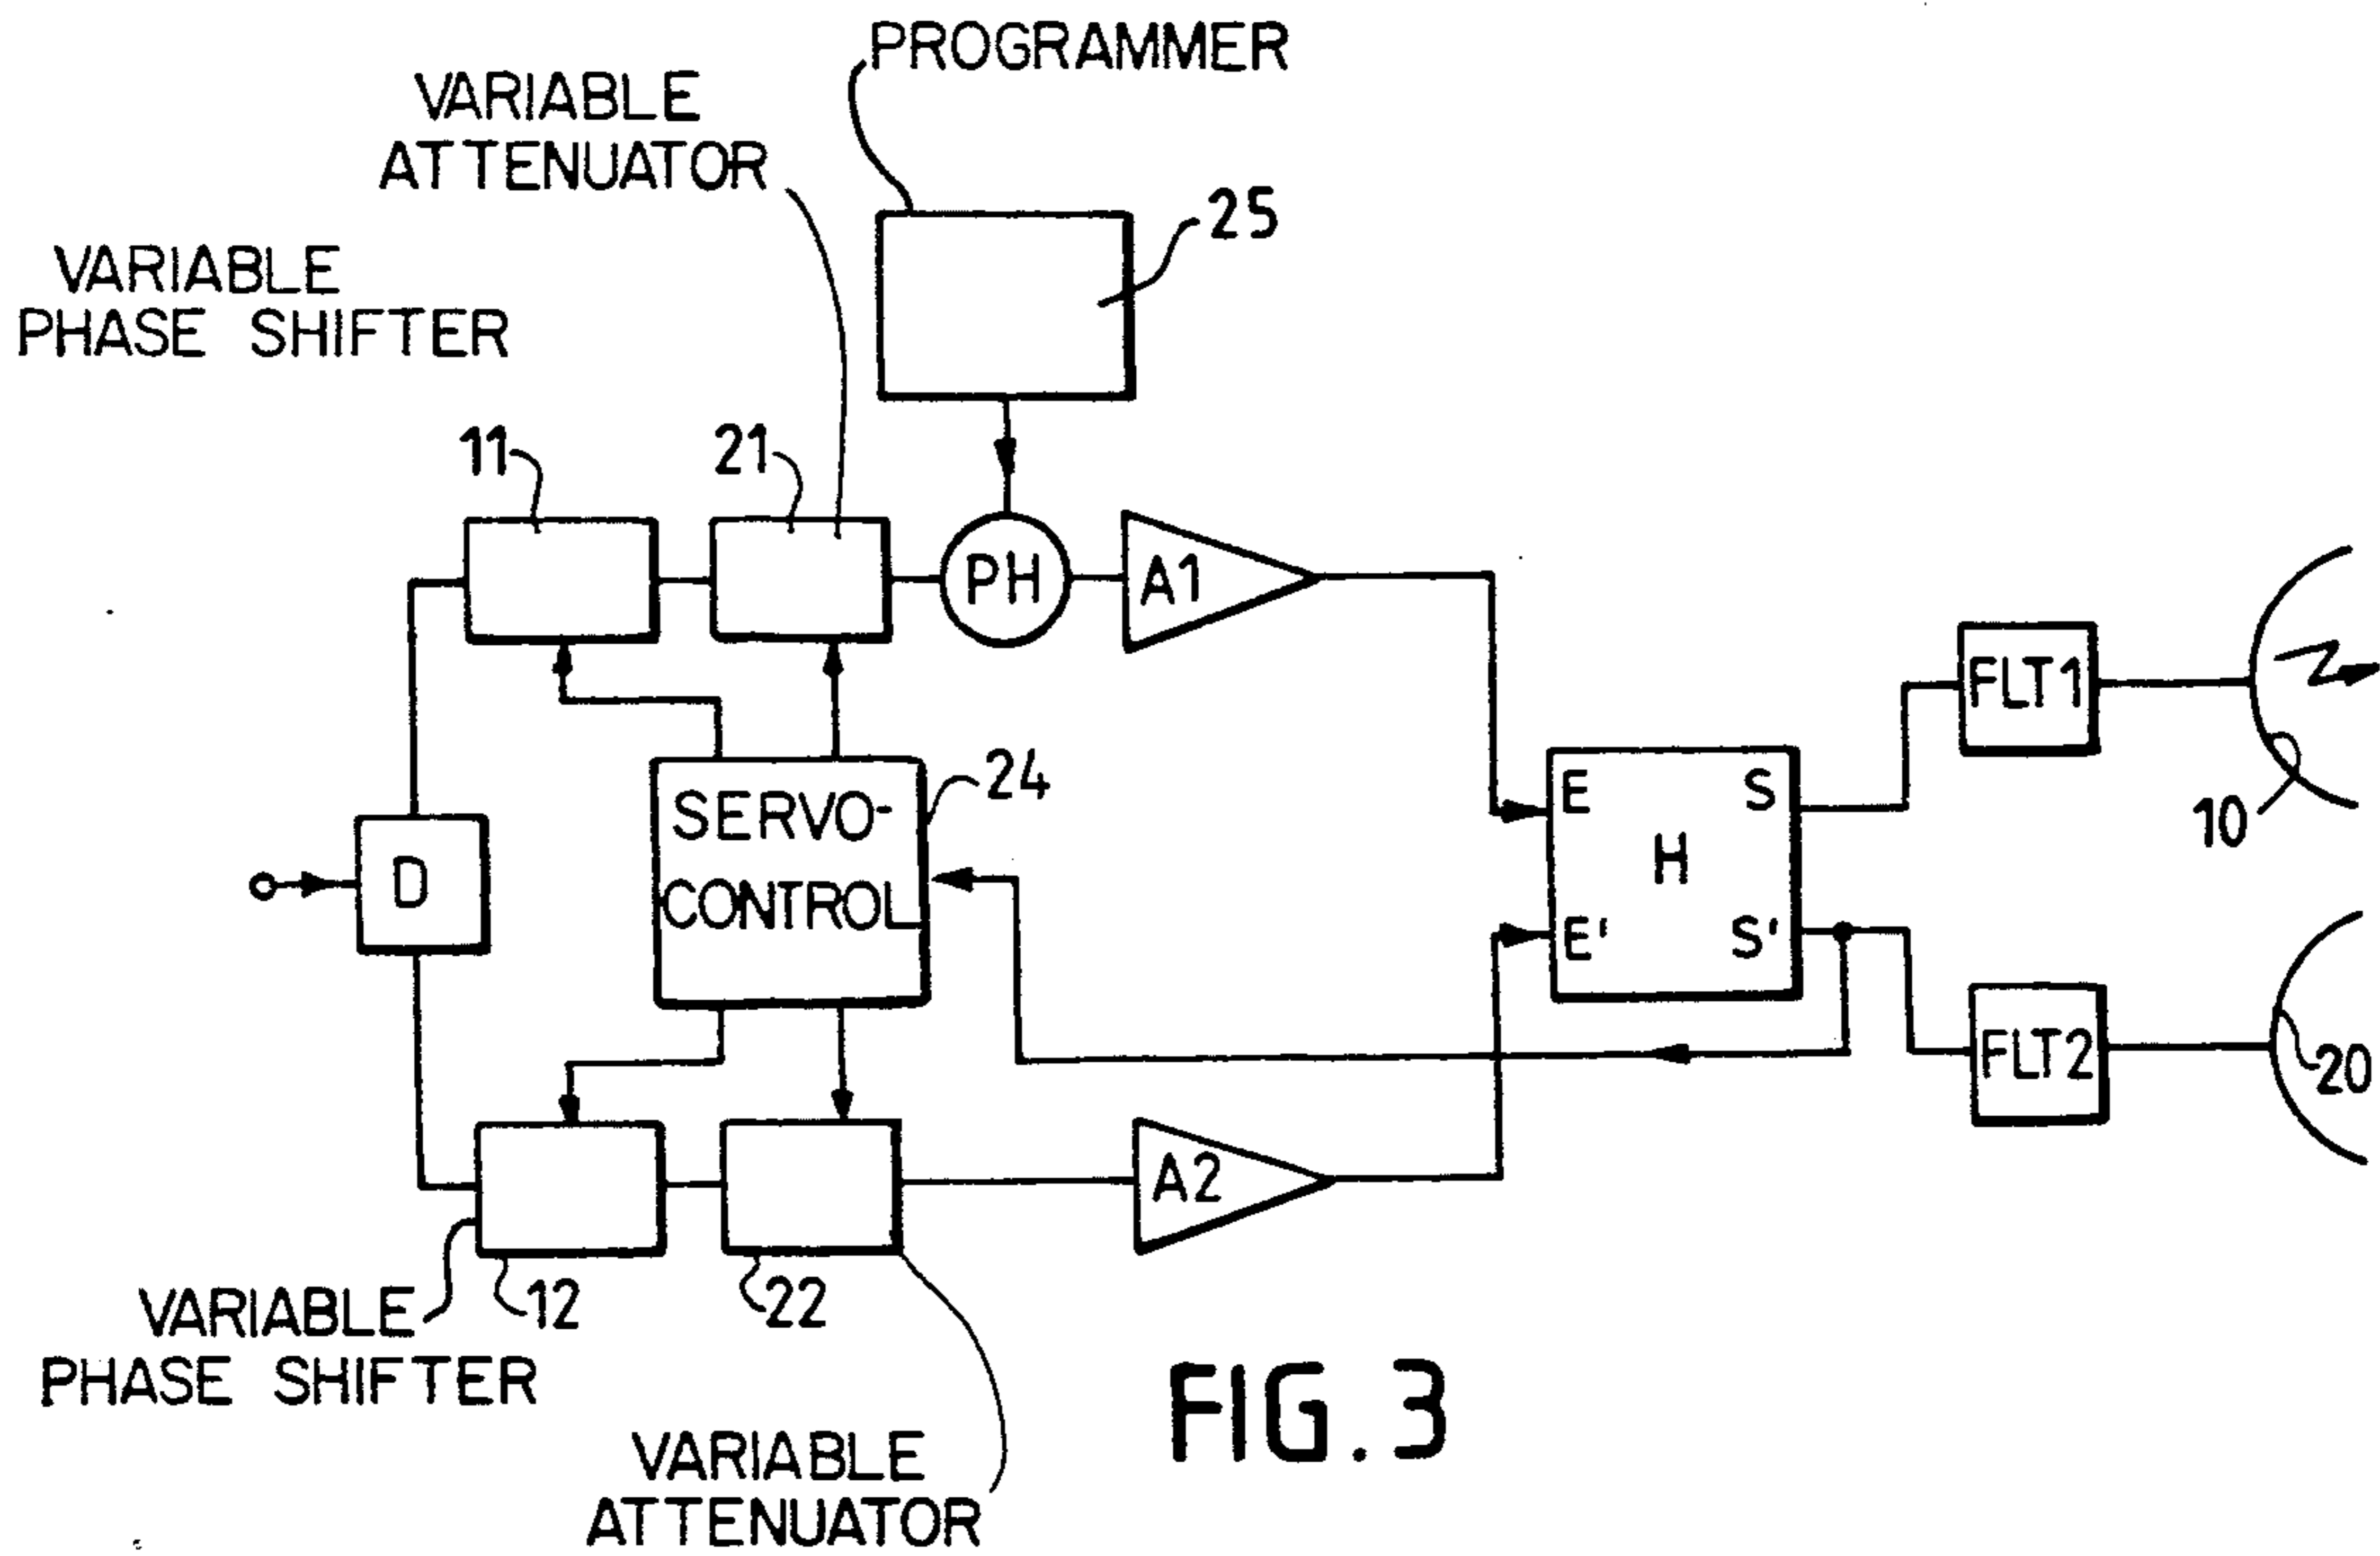 PROGRAMMER
VARIABLE
ATTENUATOR
25
VARIABLE
PHASE SHIFTER
11
21
PH
A1
FLT1
SERVO-
CONTROL
24
E
S
H
E'
S'
10
D
FLT2
20
A2
12
22
VARIABLE
PHASE SHIFTER
VARIABLE
ATTENUATOR
FIG. 3